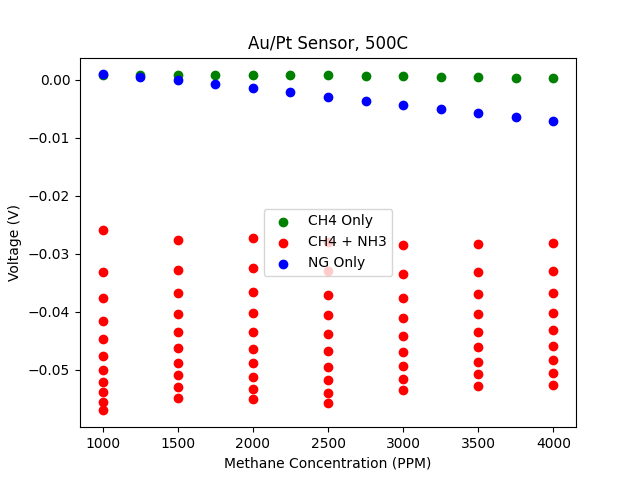 Au/Pt Sensor, 500C
0.00
−0.01
−0.02
−0.03
−0.04
−0.05
Voltage (V)
CH4 Only
CH4 + NH3
NG Only
1000 1500 2000 2500 3000 3500 4000
Methane Concentration (PPM)